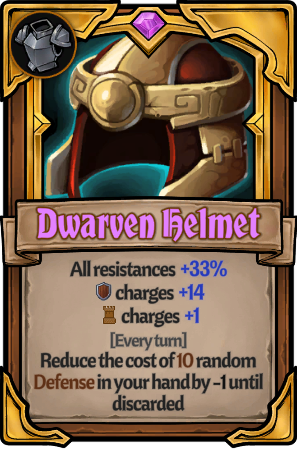 Dwarven Helmet
All resistances +33%
charges +14
charges +1
[Every turn]
Reduce the cost of 10 random
Defense in your hand by -1 until
discarded